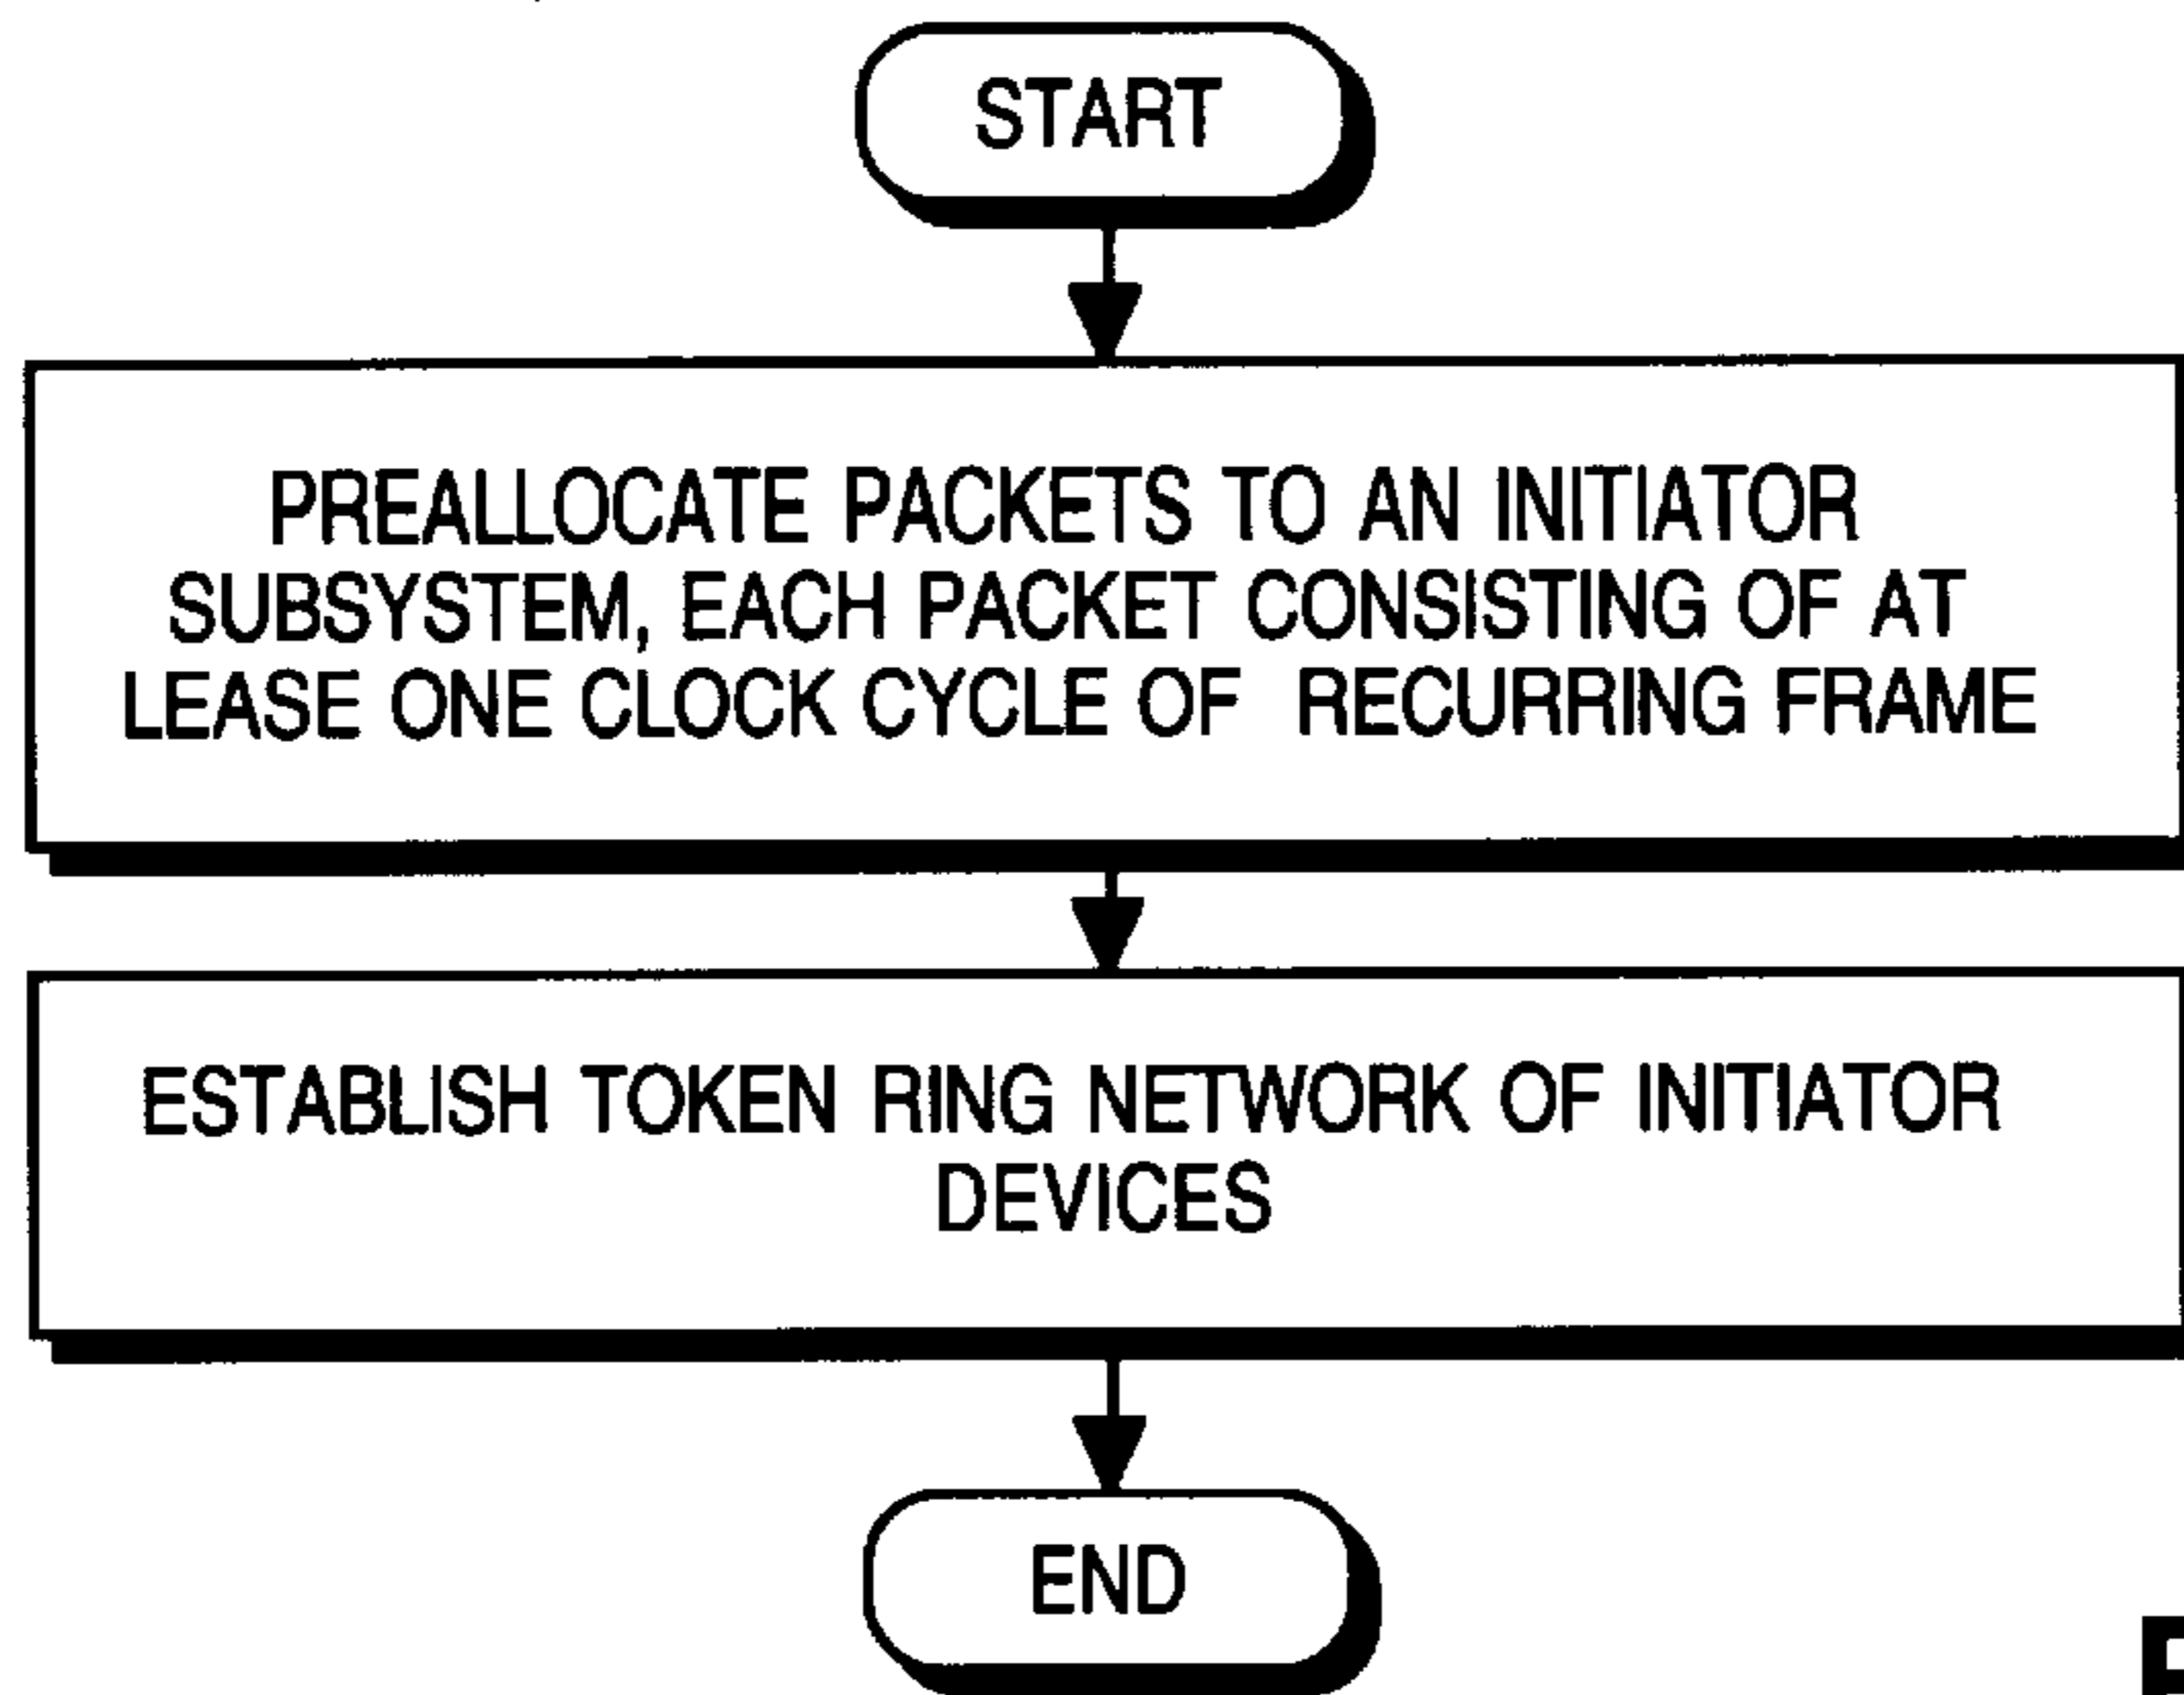 START
PREALLOCATE PACKETS TO AN INITIATOR
SUBSYSTEM, EACH PACKET CONSISTING OF AT
LEASE ONE CLOCK CYCLE OF RECURRING FRAME
ESTABLISH TOKEN RING NETWORK OF INITIATOR
DEVICES
END